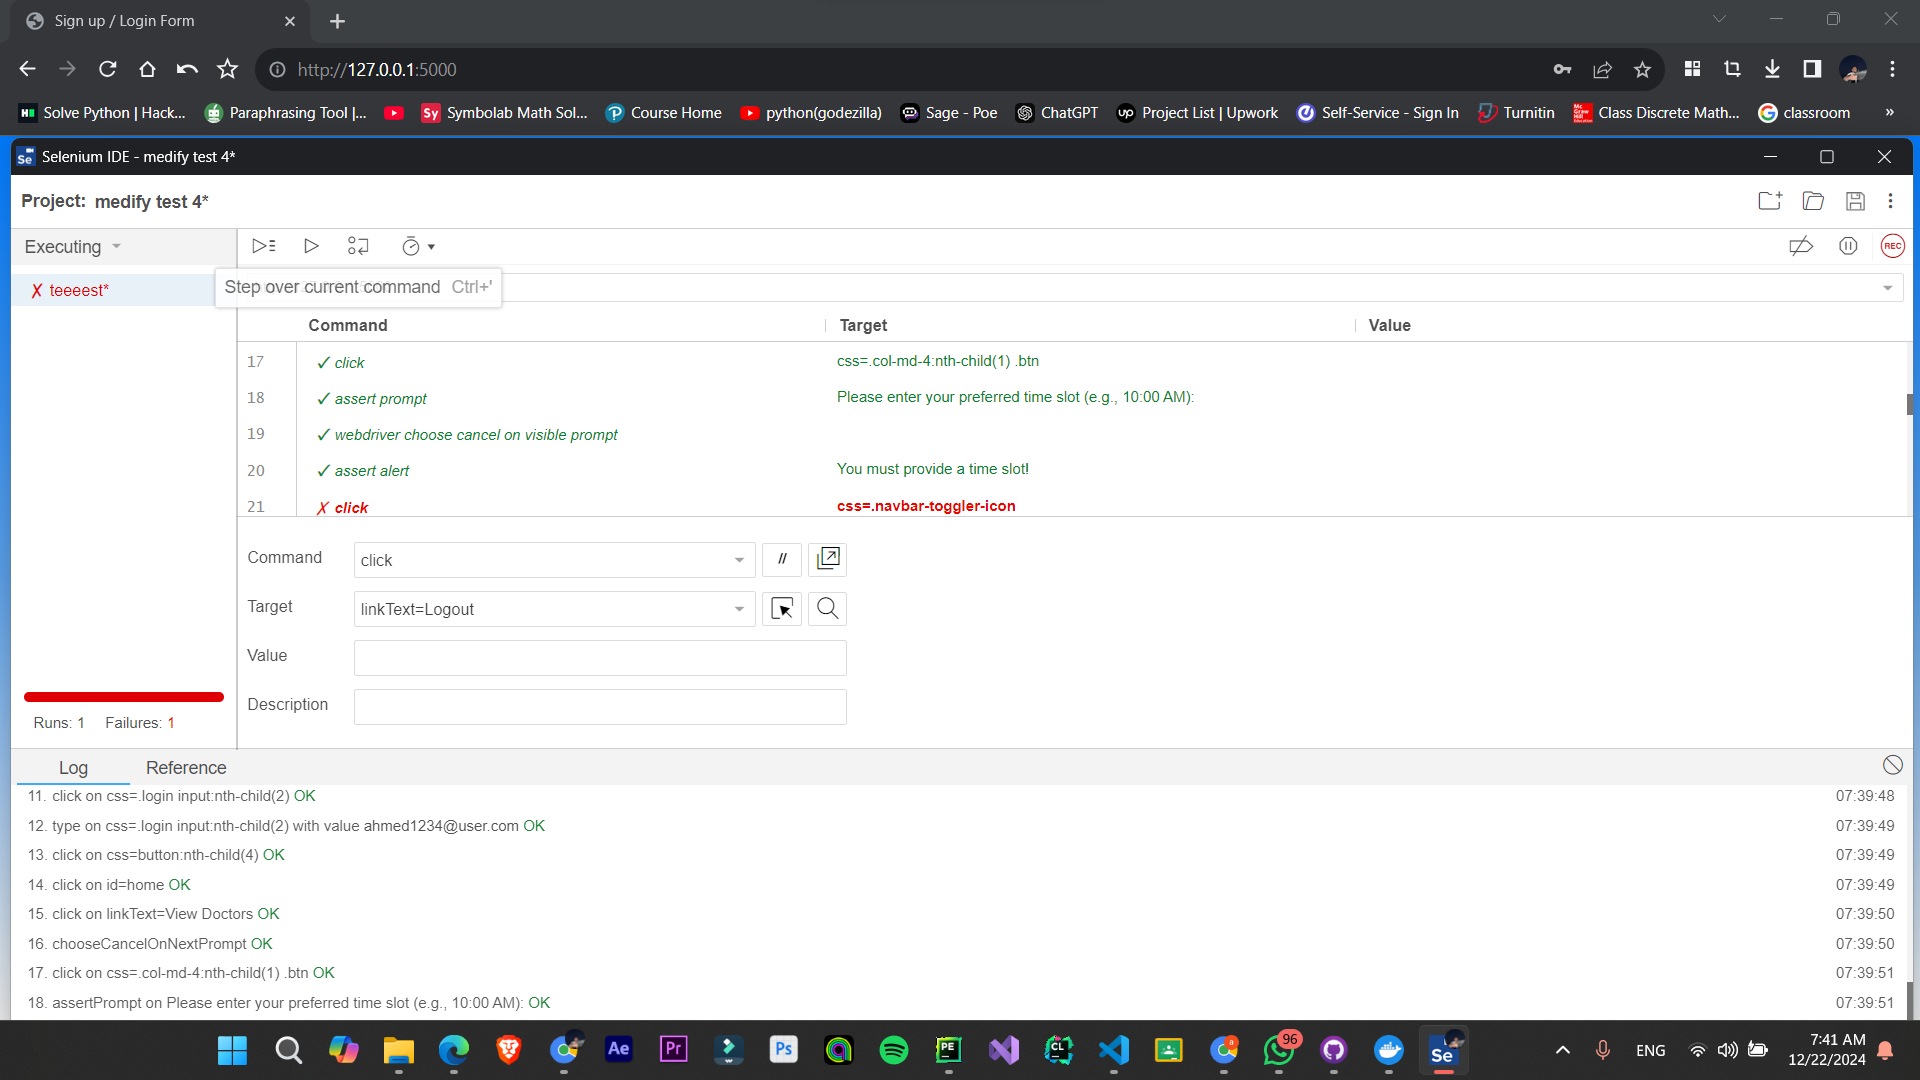 Sign up / Login Form
http://127.0.0.1:5000
Solve Python | Hack...
Paraphrasing Tool |...
Sy
Symbolab Math Sol...
Course Home
python(godezilla)
Sage - Poe
ChatGPT
up
Project List | Upwork
Self-Service - Sign In
Turnitin
Class Discrete Math...
classroom
»
Se
Selenium IDE - medify test 4*
Project: medify test 4*
Executing
REC
✗ teeeest*
Step over current command Ctrl+'
Command Target Value
17 ✓ click css=.col-md-4:nth-child(1) .btn
18 ✓ assert prompt Please enter your preferred time slot (e.g., 10:00 AM):
19 ✓ webdriver choose cancel on visible prompt
20 ✓ assert alert You must provide a time slot!
21 ✗ click css=.navbar-toggler-icon
Command click //
Target linkText=Logout
Value
Description
Runs: 1 Failures: 1
Log Reference
11. click on css=.login input:nth-child(2) OK 07:39:48
12. type on css=.login input:nth-child(2) with value ahmed1234@user.com OK 07:39:49
13. click on css=button:nth-child(4) OK 07:39:49
14. click on id=home OK 07:39:49
15. click on linkText=View Doctors OK 07:39:50
16. chooseCancelOnNextPrompt OK 07:39:50
17. click on css=.col-md-4:nth-child(1) .btn OK 07:39:51
18. assertPrompt on Please enter your preferred time slot (e.g., 10:00 AM): OK 07:39:51
Ae
Pr
Ps
PE
CL
96
Se
ENG
7:41 AM
12/22/2024